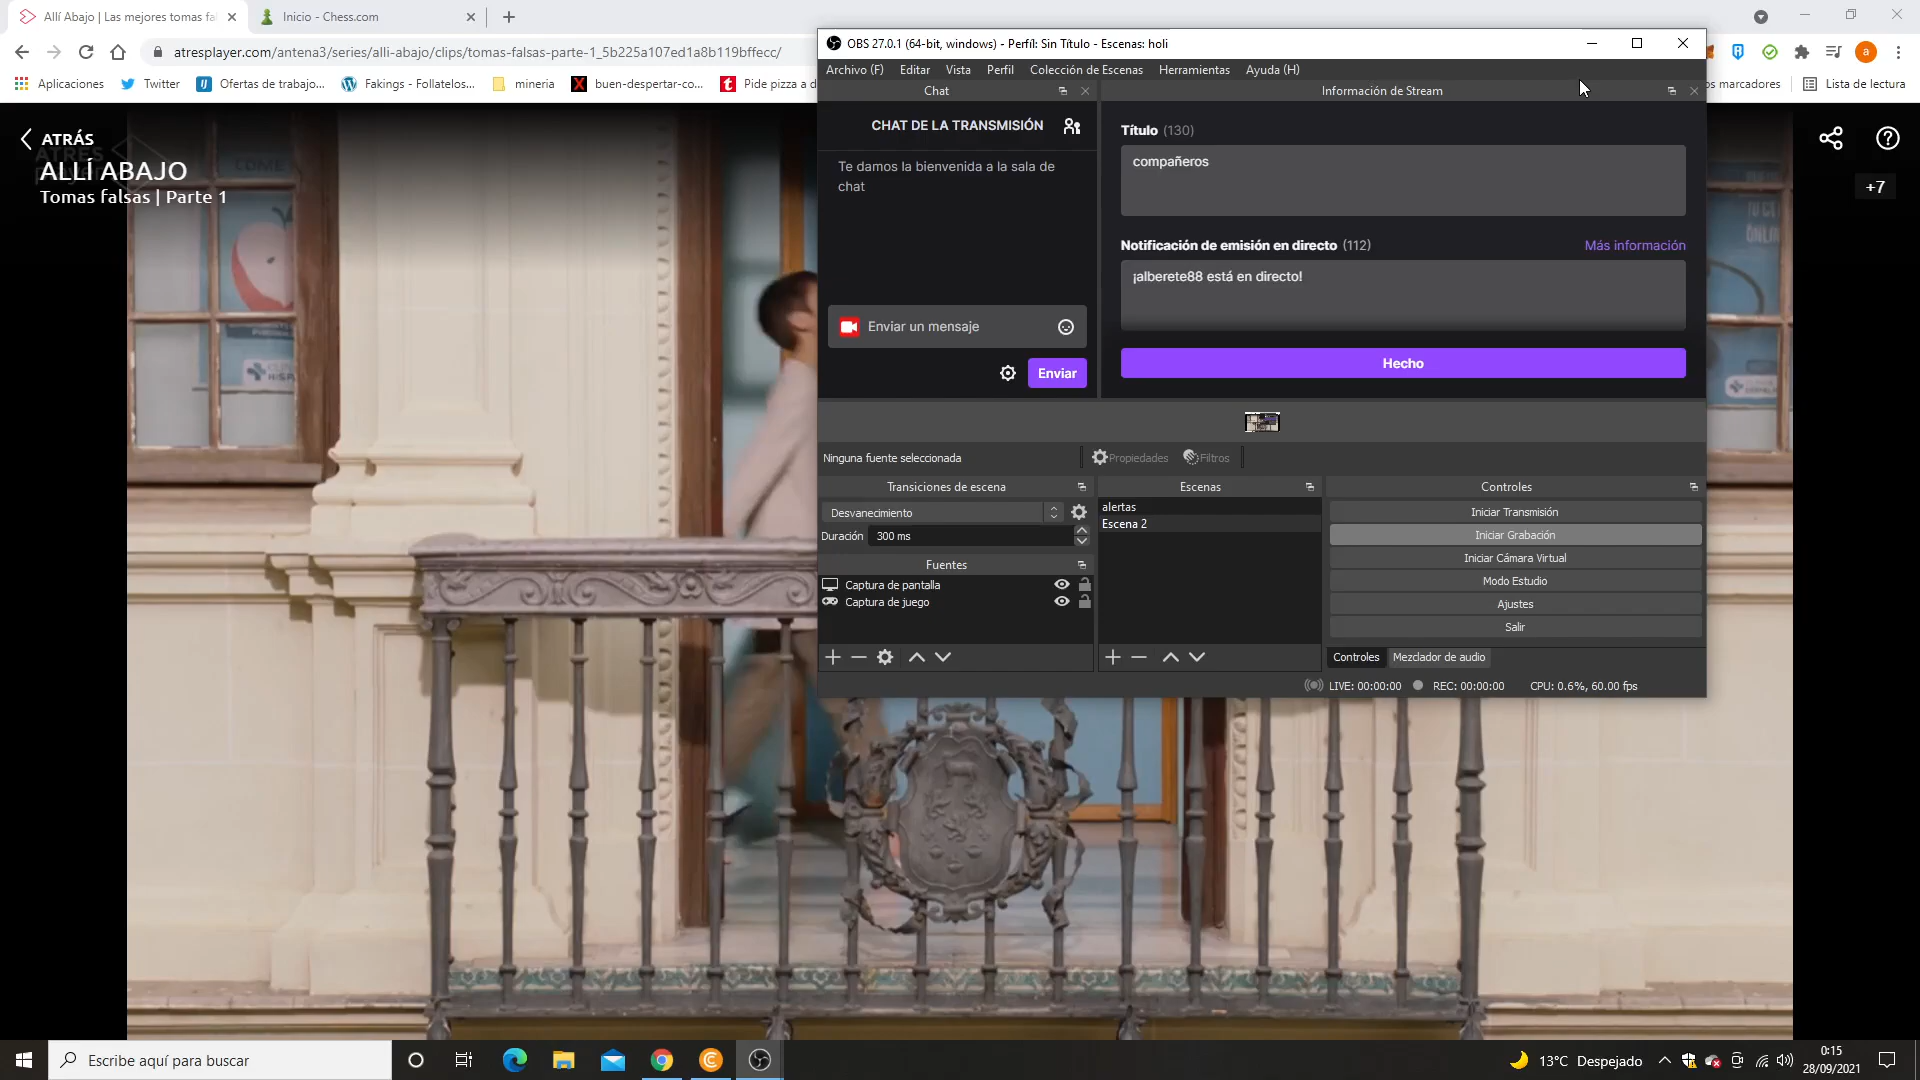 Allí Abajo | Las mejores tomas fal
Inicio - Chess.com
atresplayer.com/antena3/series/alli-abajo/clips/tomas-falsas-parte-1_5b225a107ed1a8b119bffecc/
Aplicaciones
Twitter
Ofertas de trabajo...
Fakings - Follatelos...
mineria
buen-despertar-co...
Pide pizza a d
os marcadores
Lista de lectura
ATRÁS
ALLÍ ABAJO
Tomas falsas | Parte 1
+7
OBS 27.0.1 (64-bit, windows) - Perfil: Sin Título - Escenas: holi
Archivo (F)
Editar
Vista
Perfil
Colección de Escenas
Herramientas
Ayuda (H)
Chat
Información de Stream
CHAT DE LA TRANSMISIÓN
Te damos la bienvenida a la sala de
chat
Enviar un mensaje
Enviar
Título (130)
compañeros
Notificación de emisión en directo (112)
Más información
¡alberete88 está en directo!
Hecho
Ninguna fuente seleccionada
Propiedades
Filtros
Transiciones de escena
Desvanecimiento
Duración
300 ms
Fuentes
Captura de pantalla
Captura de juego
Escenas
alertas
Escena 2
Controles
Iniciar Transmisión
Iniciar Grabación
Iniciar Cámara Virtual
Modo Estudio
Ajustes
Salir
Controles
Mezclador de audio
LIVE: 00:00:00
REC: 00:00:00
CPU: 0.6%, 60.00 fps
Escribe aquí para buscar
13°C Despejado
0:15
28/09/2021